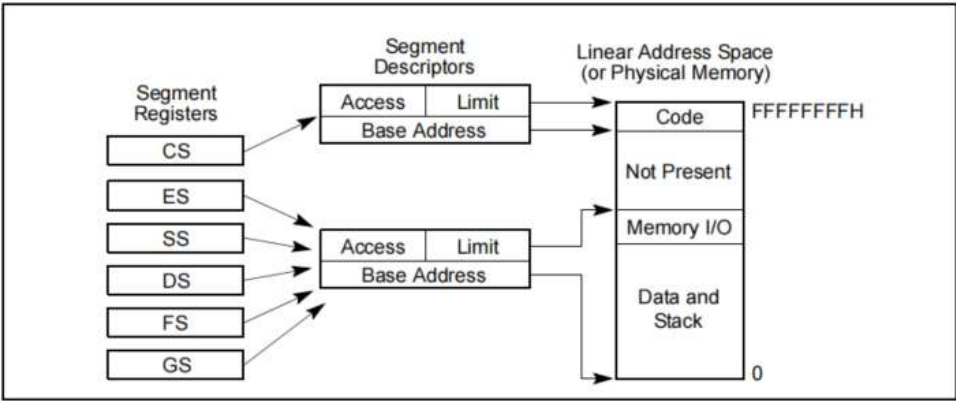 Segment
Registers
CS
ES
SS
DS
FS
GS
Segment
Descriptors
Access Limit
Base Address
Access Limit
Base Address
Linear Address Space
(or Physical Memory)
Code
Not Present
Memory I/O
Data and
Stack
FFFFFFFFH
0